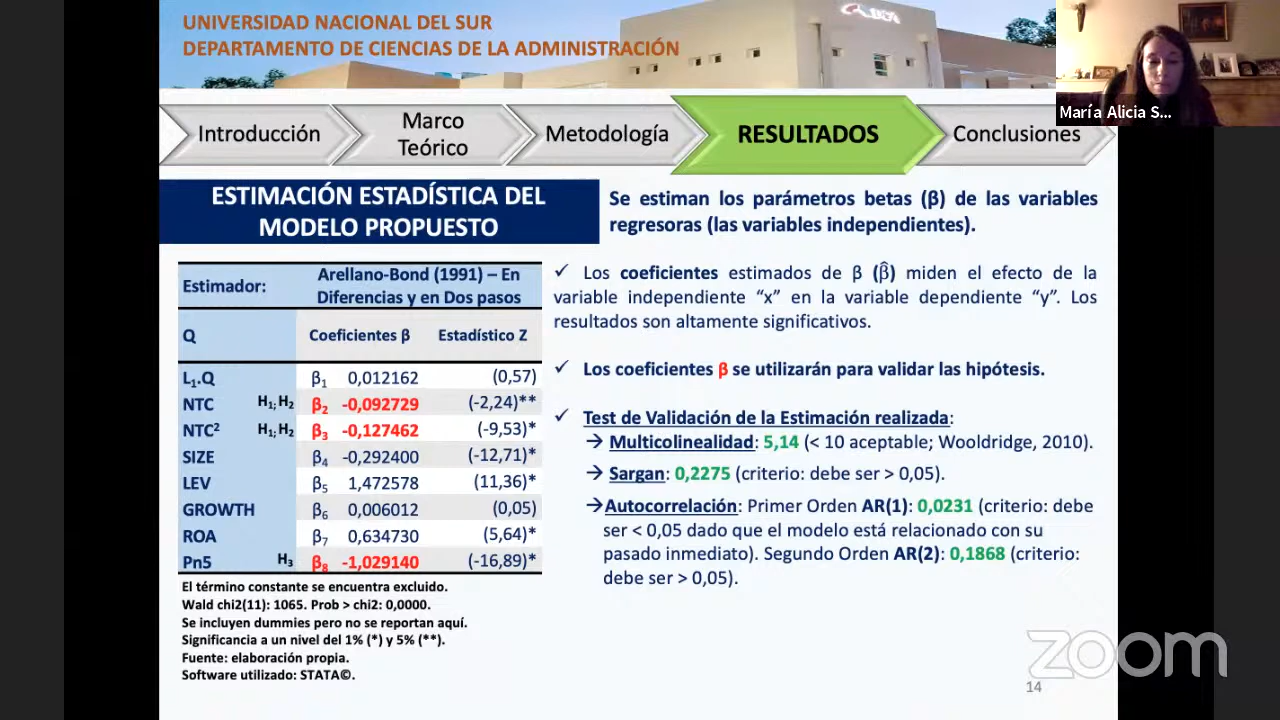 UNIVERSIDAD NACIONAL DEL SUR
DEPARTAMENTO DE CIENCIAS DE LA ADMINISTRACIÓN
María Alicia S...
Introducción
Marco
Teórico
Metodología
RESULTADOS
Conclusiones
ESTIMACIÓN ESTADÍSTICA DEL
MODELO PROPUESTO
Se estiman los parámetros betas (β) de las variables
regresoras (las variables independientes).
Estimador: Arellano-Bond (1991) – En
Diferencias y en Dos pasos
Q Coeficientes β Estadístico Z
L₁.Q β₁ 0,012162 (0,57)
NTC H₁; H₂ β₂ -0,092729 (-2,24)**
NTC² H₁; H₂ β₃ -0,127462 (-9,53)*
SIZE β₄ -0,292400 (-12,71)*
LEV β₅ 1,472578 (11,36)*
GROWTH β₆ 0,006012 (0,05)
ROA β₇ 0,634730 (5,64)*
Pn5 H₃ β₈ -1,029140 (-16,89)*
El término constante se encuentra excluido.
Wald chi2(11): 1065. Prob > chi2: 0,0000.
Se incluyen dummies pero no se reportan aquí.
Significancia a un nivel del 1% (*) y 5% (**).
Fuente: elaboración propia.
Software utilizado: STATA©.
✓ Los coeficientes estimados de β (β̂) miden el efecto de la
variable independiente “x” en la variable dependiente “y”. Los
resultados son altamente significativos.
✓ Los coeficientes β se utilizarán para validar las hipótesis.
✓ Test de Validación de la Estimación realizada:
→ Multicolinealidad: 5,14 (< 10 aceptable; Wooldridge, 2010).
→ Sargan: 0,2275 (criterio: debe ser > 0,05).
→Autocorrelación: Primer Orden AR(1): 0,0231 (criterio: debe
ser < 0,05 dado que el modelo está relacionado con su
pasado inmediato). Segundo Orden AR(2): 0,1868 (criterio:
debe ser > 0,05).
zoom
14